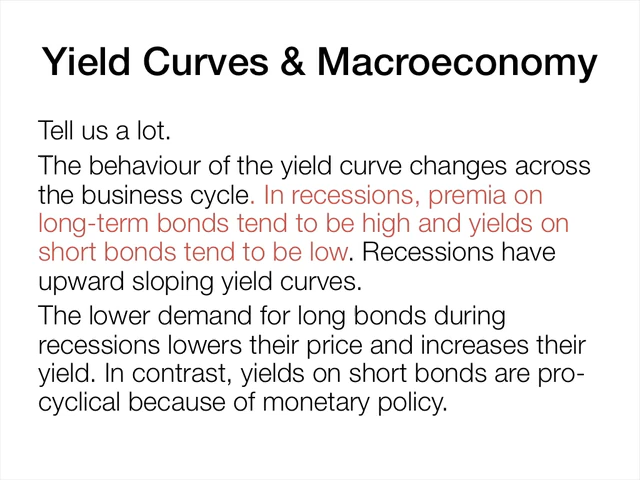 Yield Curves & Macroeconomy
Tell us a lot.
The behaviour of the yield curve changes across
the business cycle. In recessions, premia on
long-term bonds tend to be high and yields on
short bonds tend to be low. Recessions have
upward sloping yield curves.
The lower demand for long bonds during
recessions lowers their price and increases their
yield. In contrast, yields on short bonds are pro-
cyclical because of monetary policy.